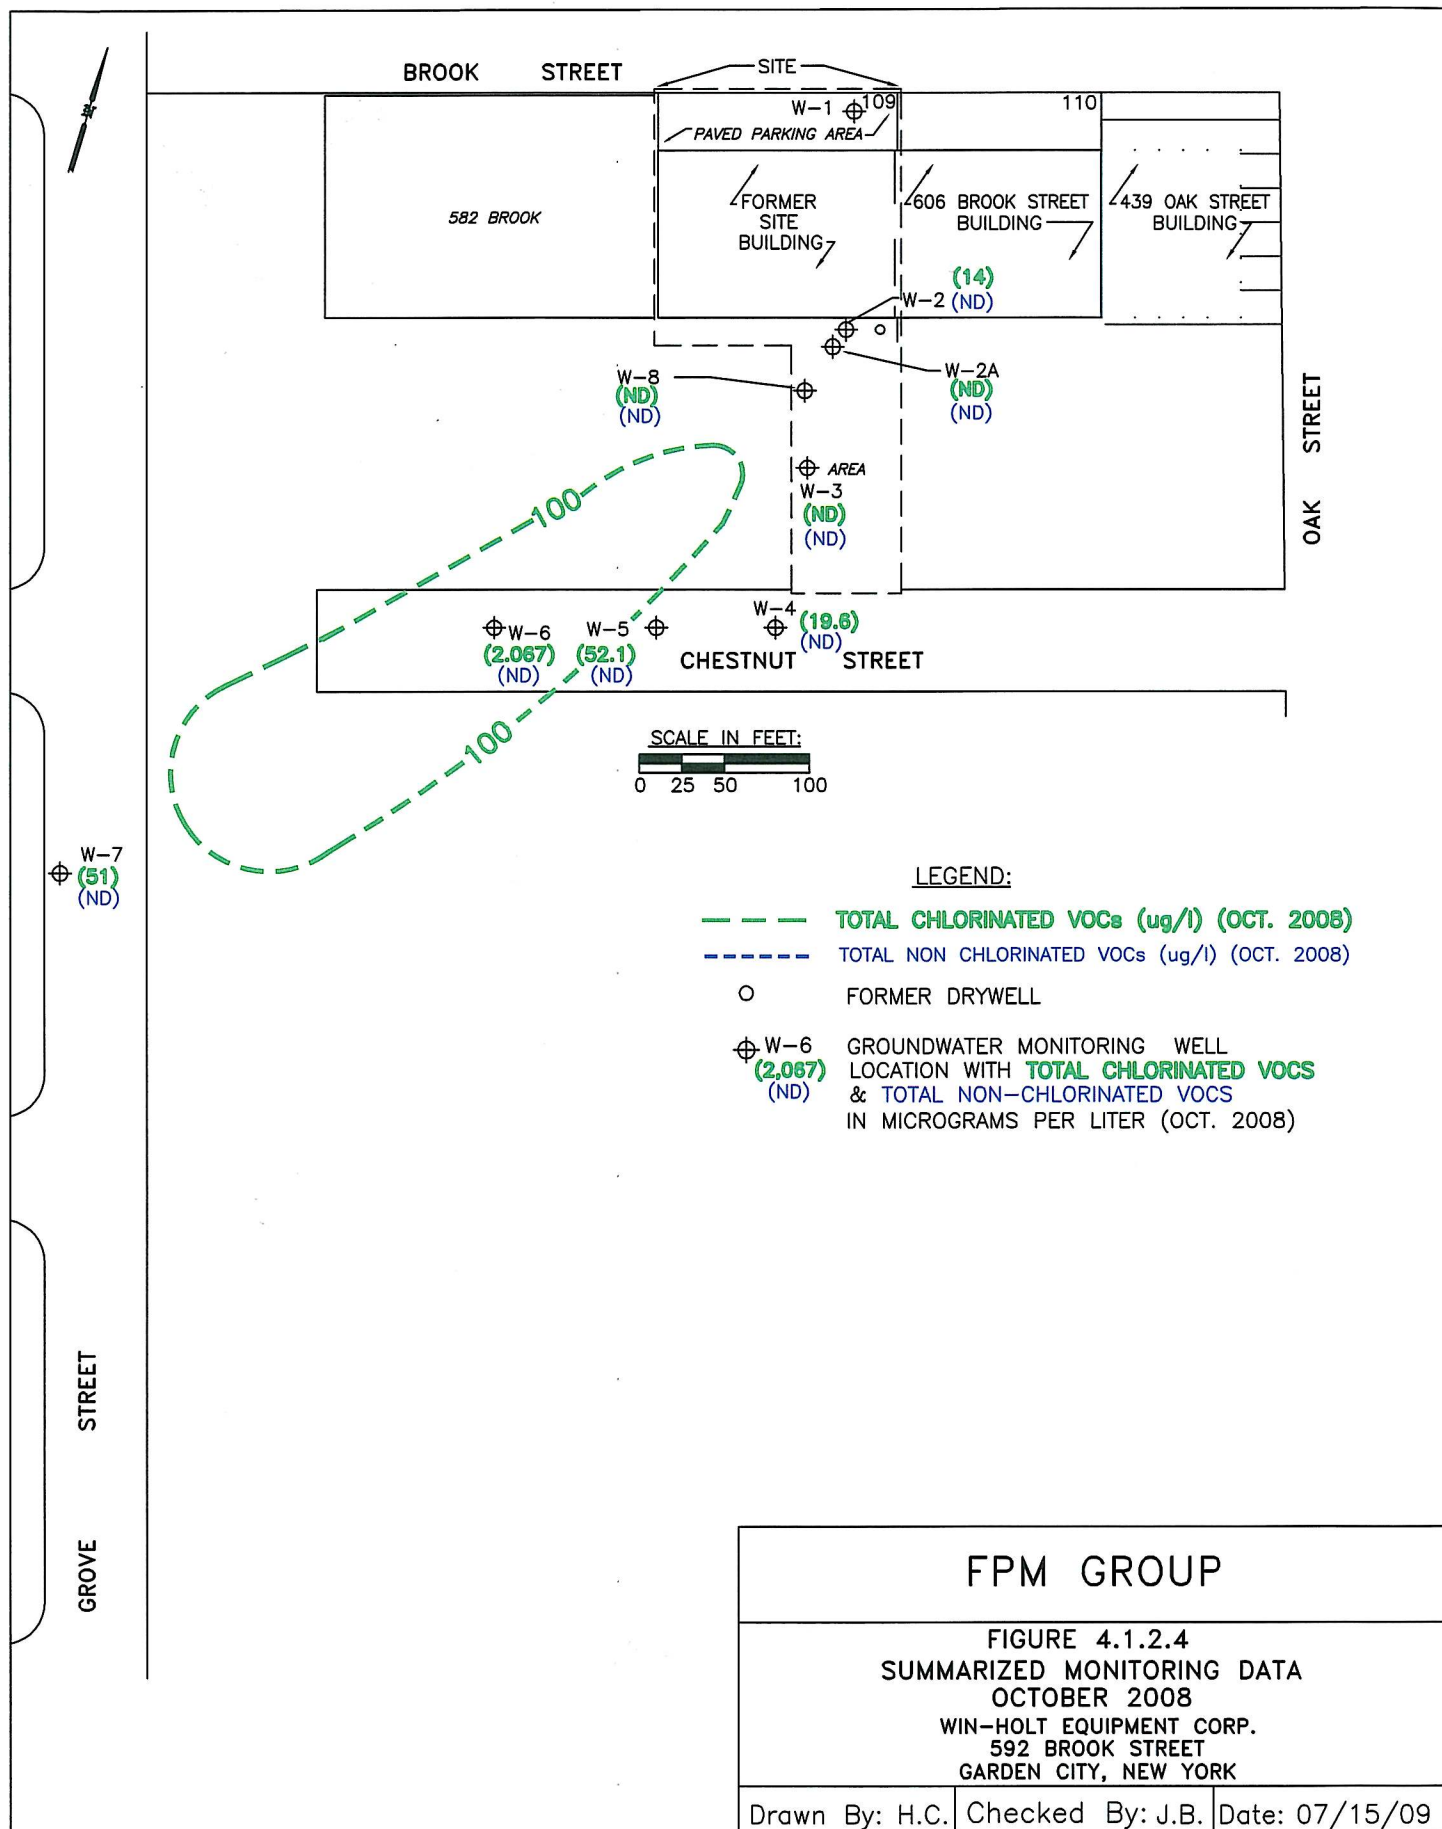 BROOK STREET
SITE
W-1
109
110
PAVED PARKING AREA
582 BROOK
FORMER
SITE
BUILDING
606 BROOK STREET
BUILDING
439 OAK STREET
BUILDING
(14)
W-2 (ND)
W-2A
(ND)
(ND)
W-8
(ND)
(ND)
AREA
W-3
(ND)
(ND)
OAK STREET
100
W-6
(2.067)
(ND)
W-5
(52.1)
(ND)
W-4
(19.6)
(ND)
CHESTNUT STREET
100
SCALE IN FEET:
0 25 50 100
W-7
(51)
(ND)
LEGEND:
TOTAL CHLORINATED VOCs (ug/l) (OCT. 2008)
TOTAL NON CHLORINATED VOCs (ug/l) (OCT. 2008)
FORMER DRYWELL
W-6
(2,067)
(ND)
GROUNDWATER MONITORING WELL
LOCATION WITH TOTAL CHLORINATED VOCS
& TOTAL NON-CHLORINATED VOCS
IN MICROGRAMS PER LITER (OCT. 2008)
GROVE STREET
FPM GROUP
FIGURE 4.1.2.4
SUMMARIZED MONITORING DATA
OCTOBER 2008
WIN-HOLT EQUIPMENT CORP.
592 BROOK STREET
GARDEN CITY, NEW YORK
Drawn By: H.C. Checked By: J.B. Date: 07/15/09